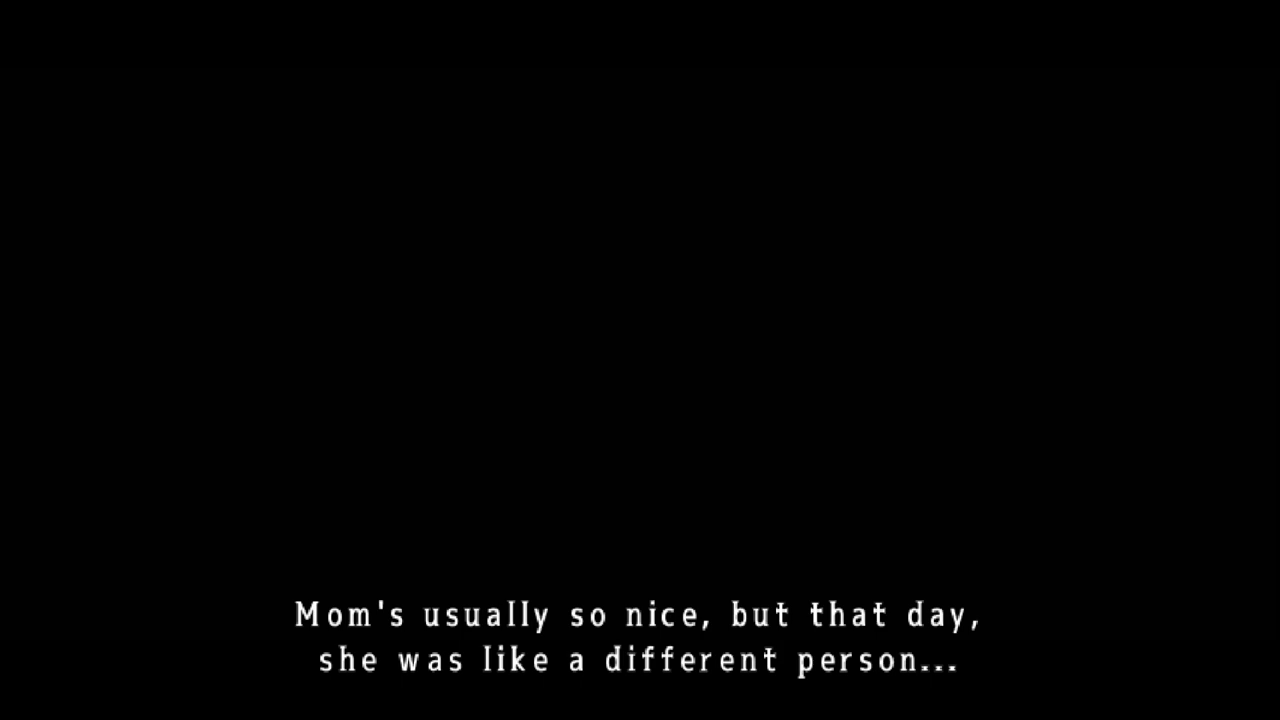 Mom's usually so nice, but that day,
she was like a different person...